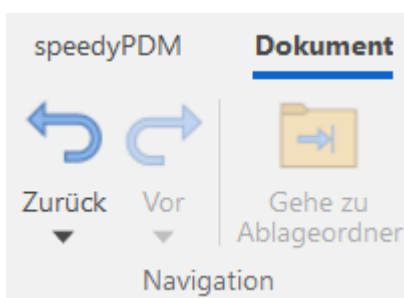 speedyPDM Dokument
Zurück Vor Gehe zu
Ablageordner
Navigation